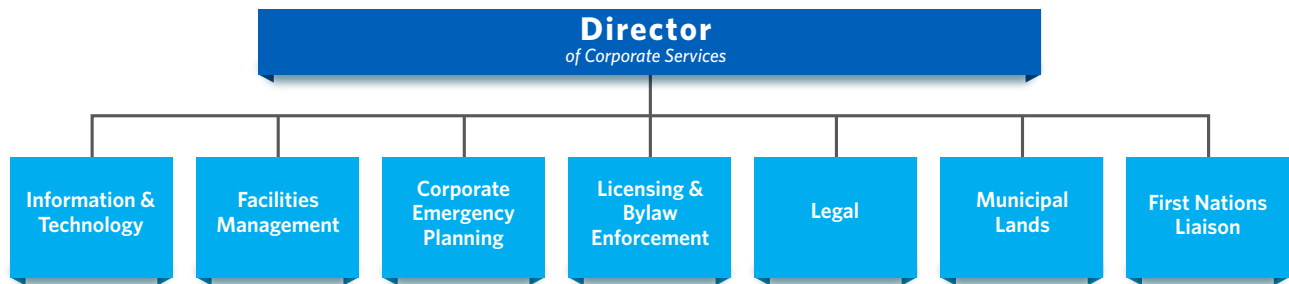 Director
of Corporate Services
Information &
Technology
Facilities
Management
Corporate
Emergency
Planning
Licensing &
Bylaw
Enforcement
Legal
Municipal
Lands
First Nations
Liaison